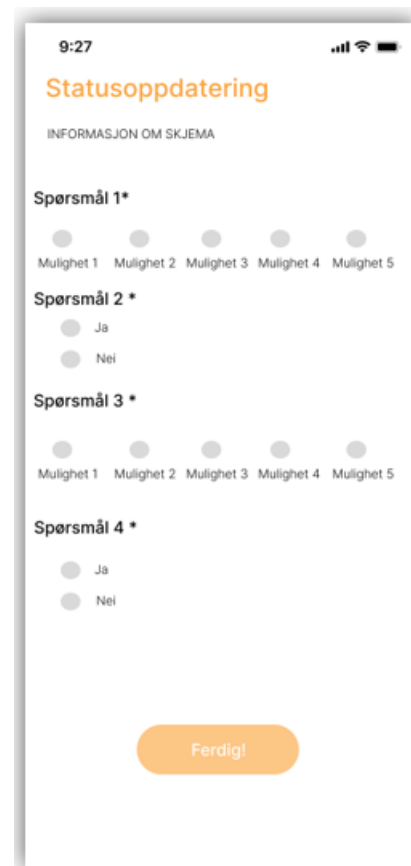 9:27
Statusoppdatering
INFORMASJON OM SKJEMA
Spørsmål 1*
Mulighet 1 Mulighet 2 Mulighet 3 Mulighet 4 Mulighet 5
Spørsmål 2 *
Ja
Nei
Spørsmål 3 *
Mulighet 1 Mulighet 2 Mulighet 3 Mulighet 4 Mulighet 5
Spørsmål 4 *
Ja
Nei
Ferdig!